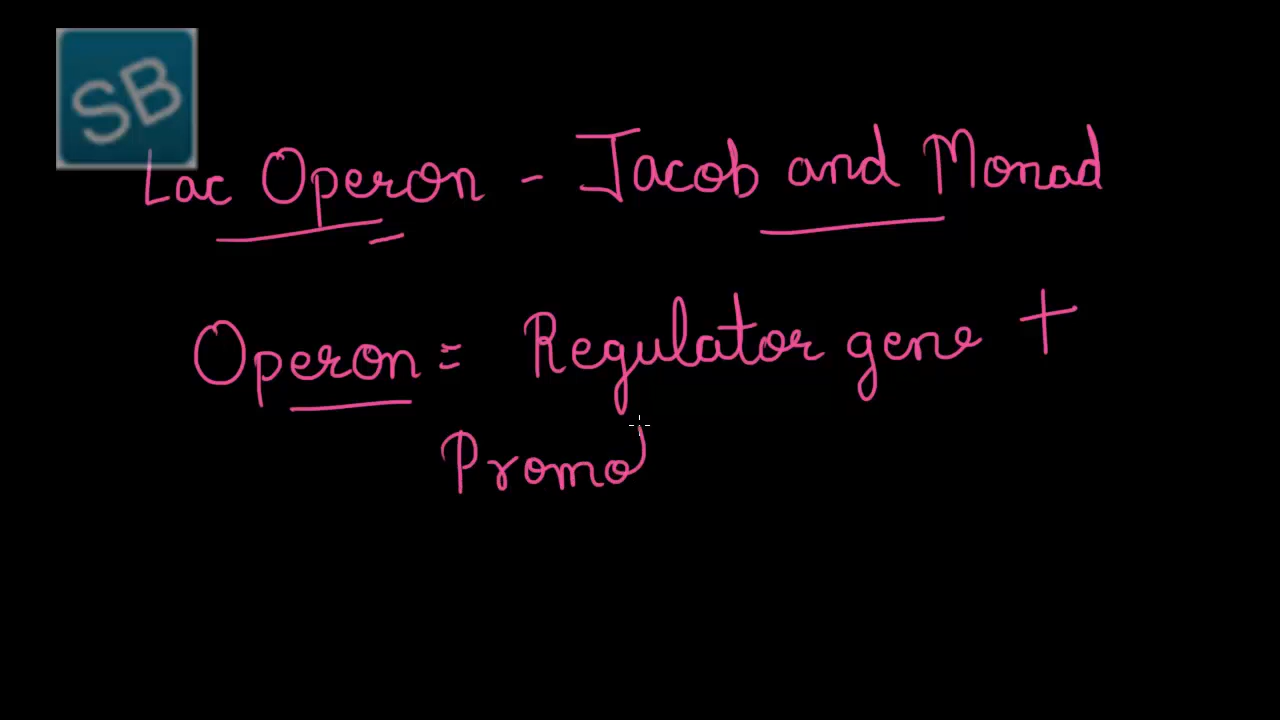 SB
Lac Operon - Jacob and Monad
Operon = Regulator gene +
Promo